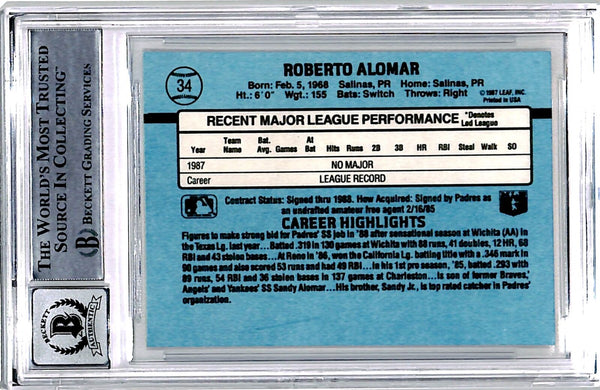 THE WORLD'S MOST TRUSTED
SOURCE IN COLLECTING™
BECKETT GRADING SERVICES
BECKETT
AUTHENTIC
34
ROBERTO ALOMAR
Born: Feb. 5, 1968 Salinas, PR Home: Salinas, PR
Ht.: 6'0" Wgt.: 155 Bats: Switch Throws: Right
©1987 LEAF, INC.
Printed in USA
RECENT MAJOR LEAGUE PERFORMANCE
*Denotes
Led League
Year Team Name Bat. Avg. Games At Bat Hits Runs 2B 3B HR RBI Steal Walk SO
1987 NO MAJOR
Career LEAGUE RECORD
Contract Status: Signed thru 1988. How Acquired: Signed by Padres as
an undrafted amateur free agent 2/16/85
CAREER HIGHLIGHTS
Figures to make strong bid for Padres' SS job in '88 after sensational season at Wichita (AA) in
the Texas Lg. last year...Batted .319 in 130 games at Wichita with 88 runs, 41 doubles, 12 HR, 68
RBI and 43 stolen bases...At Reno in '86, won the California Lg. batting title with a .346 mark in
90 games and also scored 53 runs and had 49 RBI...In his 1st pro season, '85, batted .293 with
89 runs, 54 RBI and 36 stolen bases in 137 games at Charleston...Is son of former Braves,'
Angels' and Yankees' SS Sandy Alomar...His brother, Sandy Jr., is top rated catcher in Padres'
organization.